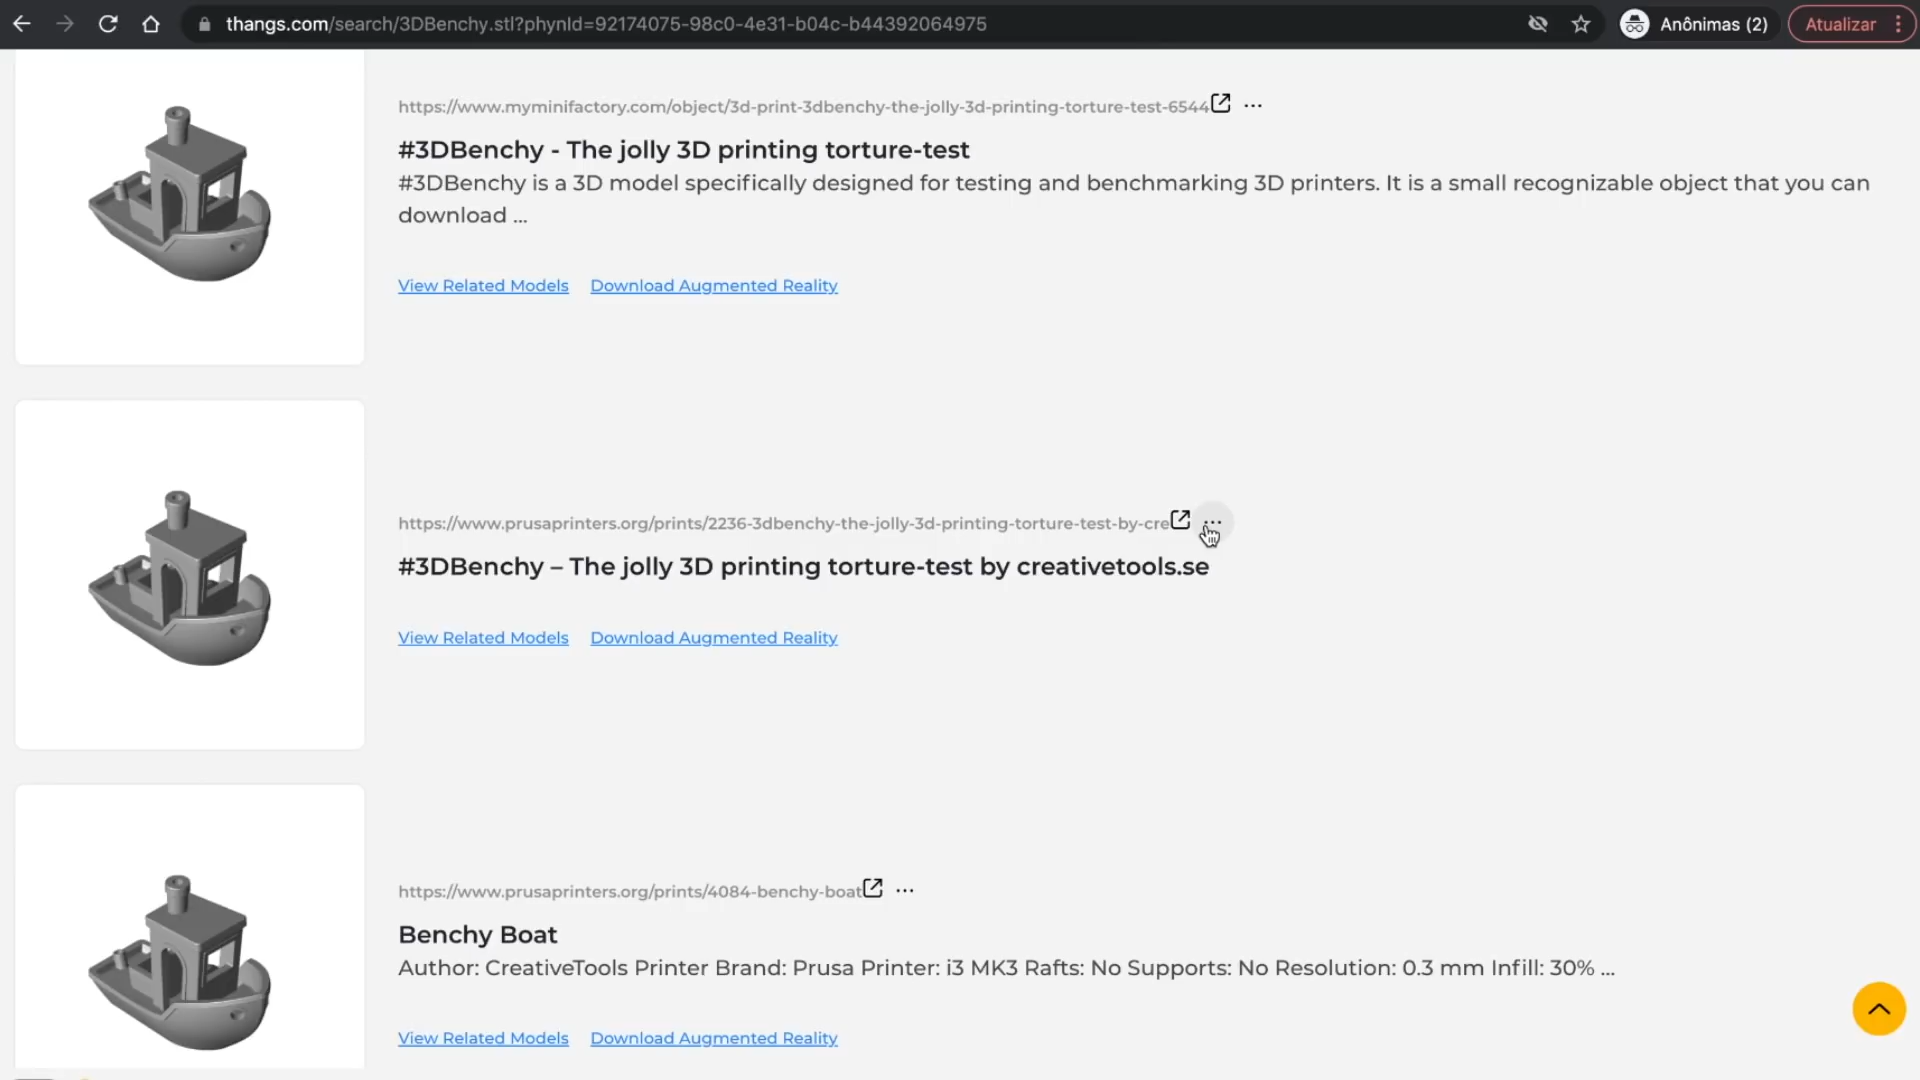 thangs.com/search/3DBenchy.stl?phynId=92174075-98c0-4e31-b04c-b44392064975
Anônimas (2)
Atualizar
https://www.myminifactory.com/object/3d-print-3dbenchy-the-jolly-3d-printing-torture-test-6544
#3DBenchy - The jolly 3D printing torture-test
#3DBenchy is a 3D model specifically designed for testing and benchmarking 3D printers. It is a small recognizable object that you can
download ...
View Related Models Download Augmented Reality
https://www.prusaprinters.org/prints/2236-3dbenchy-the-jolly-3d-printing-torture-test-by-cre
#3DBenchy – The jolly 3D printing torture-test by creativetools.se
View Related Models Download Augmented Reality
https://www.prusaprinters.org/prints/4084-benchy-boat
Benchy Boat
Author: CreativeTools Printer Brand: Prusa Printer: i3 MK3 Rafts: No Supports: No Resolution: 0.3 mm Infill: 30% ...
View Related Models Download Augmented Reality